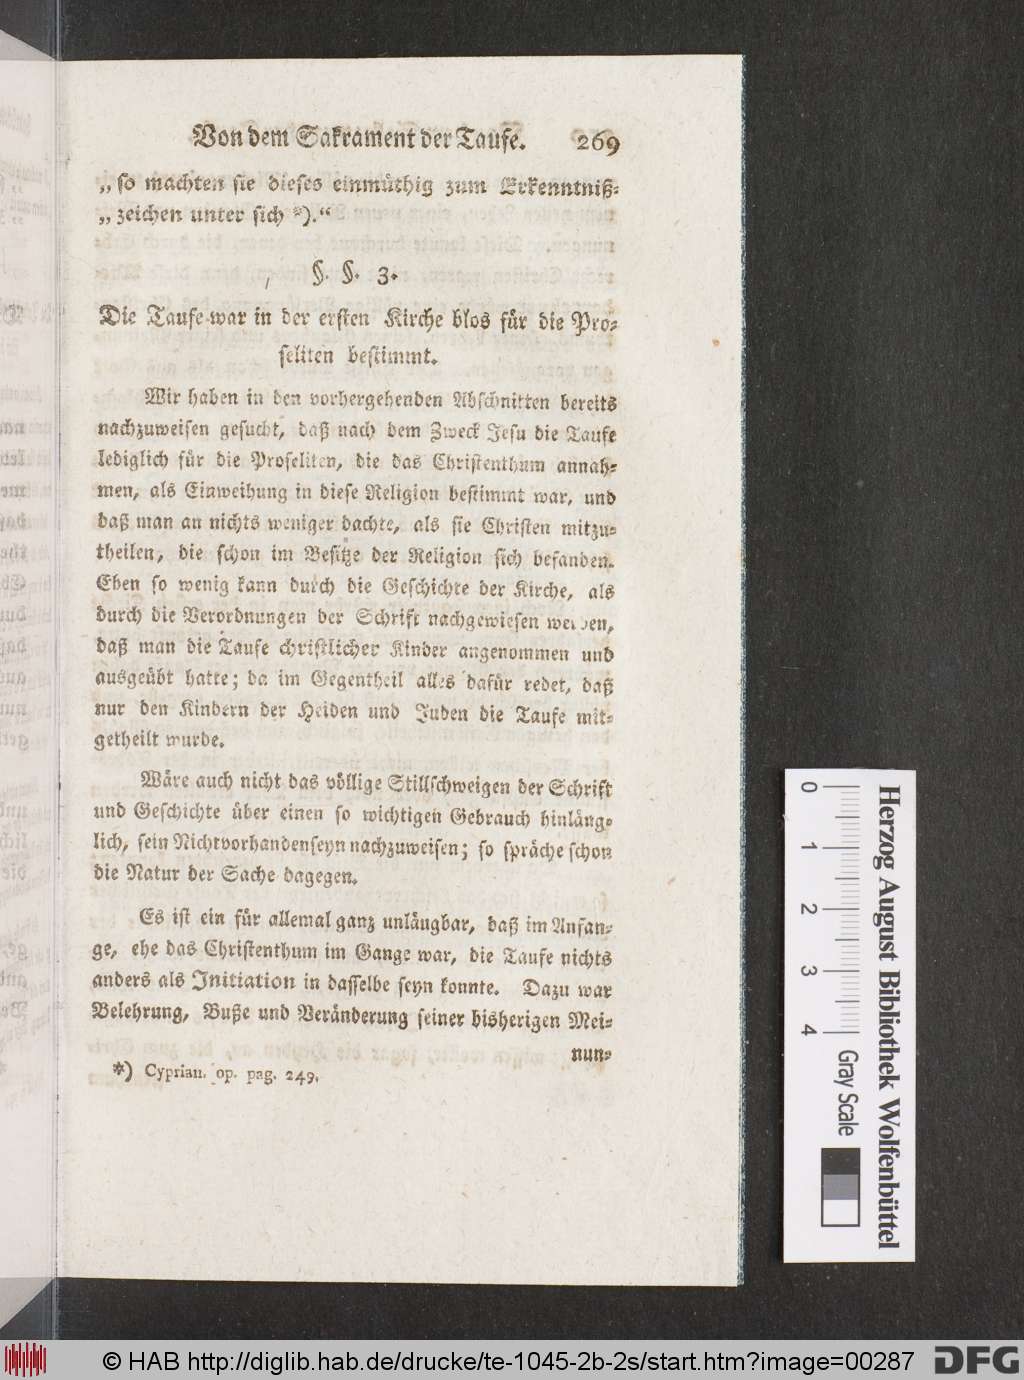 Von dem Sakrament der Taufe. 269
„ so machten sie dieses einmüthig zum Erkenntniß⸗
„ zeichen unter sich *).“
§. §. 3.
Die Taufe war in der ersten Kirche blos für die Pro⸗
seliten bestimmt.
Wir haben in den vorhergehenden Abschnitten bereits
nachzuweisen gesucht, daß nach dem Zweck Jesu die Taufe
lediglich für die Proseliten, die das Christenthum annah⸗
men, als Einweihung in diese Religion bestimmt war, und
daß man an nichts weniger dachte, als sie Christen mitzu⸗
theilen, die schon im Besitze der Religion sich befanden.
Eben so wenig kann durch die Geschichte der Kirche, als
durch die Verordnungen der Schrift nachgewiesen werden,
daß man die Taufe christlicher Kinder angenommen und
ausgeübt hatte; da im Gegentheil alles dafür redet, daß
nur den Kindern der Heiden und Juden die Taufe mit⸗
getheilt wurde.
Wäre auch nicht das völlige Stillschweigen der Schrift
und Geschichte über einen so wichtigen Gebrauch hinläng⸗
lich, sein Nichtvorhandenseyn nachzuweisen; so spräche schon
die Natur der Sache dagegen.
Es ist ein für allemal ganz unläugbar, daß im Anfan⸗
ge, ehe das Christenthum im Gange war, die Taufe nichts
anders als Initiation in dasselbe seyn konnte. Dazu war
Belehrung, Buße und Veränderung seiner bisherigen Mei⸗
nun⸗
*) Cyprian. op. pag. 249.
0 1 2 3 4
Gray Scale
Herzog August Bibliothek Wolfenbüttel
© HAB http://diglib.hab.de/drucke/te-1045-2b-2s/start.htm?image=00287
DFG